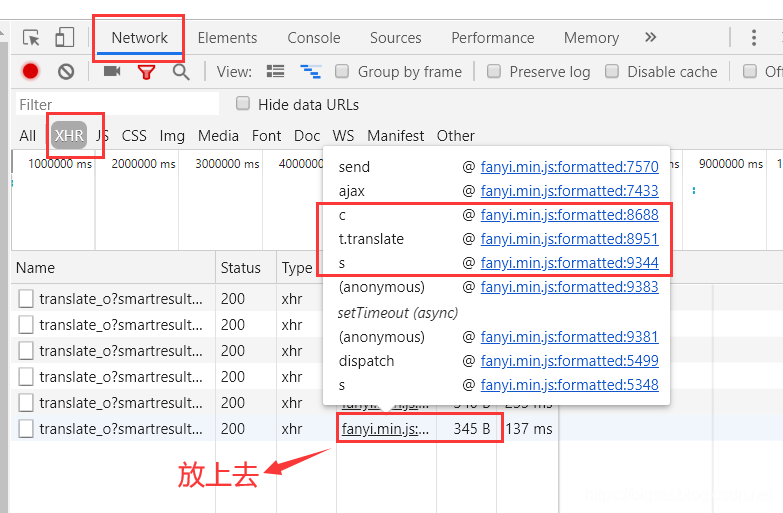 Network Elements Console Sources Performance Memory »
View: Group by frame Preserve log Disable cache Off
Filter Hide data URLs
All XHR JS CSS Img Media Font Doc WS Manifest Other
1000000 ms 2000000 ms 3000000 ms 9000000 ms
send @ fanyi.min.js:formatted:7570
ajax @ fanyi.min.js:formatted:7433
c @ fanyi.min.js:formatted:8688
t.translate @ fanyi.min.js:formatted:8951
s @ fanyi.min.js:formatted:9344
(anonymous) @ fanyi.min.js:formatted:9383
setTimeout (async)
(anonymous) @ fanyi.min.js:formatted:9381
dispatch @ fanyi.min.js:formatted:5499
s @ fanyi.min.js:formatted:5348
Name Status Type
translate_o?smartresult... 200 xhr
translate_o?smartresult... 200 xhr
translate_o?smartresult... 200 xhr
translate_o?smartresult... 200 xhr
translate_o?smartresult... 200 xhr
translate_o?smartresult... 200 xhr fanyi.min.js:... 345 B 137 ms
放上去